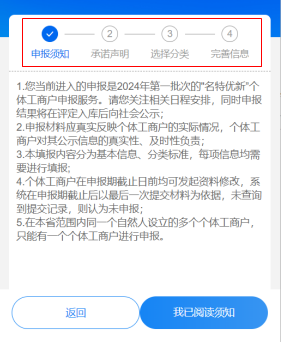 2
3
4
申报须知
承诺声明
选择分类
完善信息
1.您当前进入的申报是2024年第一批次的"名特优新"个
体工商户申报服务。请您关注相关日程安排，同时申报
结果将在评定入库后向社会公示;
2.申报材料应真实反映个体工商户的实际情况，个体工
商户对其公示信息的真实性、及时性负责;
3.本填报内容分为基本信息、分类标准，每项信息均需
要进行填报;
4.个体工商户在申报期截止日前均可发起资料修改，系
统在申报期截止后以最后一次提交材料为依据，未查询
到提交记录，则认为未申报;
5.在本省范围内同一个自然人设立的多个个体工商户，
只能有一个个体工商户进行申报。
返回
我已阅读须知